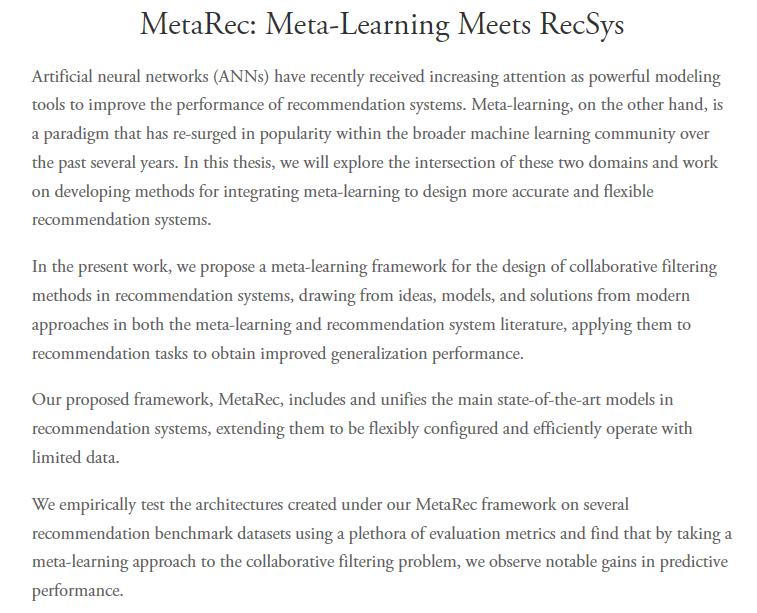 MetaRec: Meta-Learning Meets RecSys
Artificial neural networks (ANNs) have recently received increasing attention as powerful modeling
tools to improve the performance of recommendation systems. Meta-learning, on the other hand, is
a paradigm that has re-surged in popularity within the broader machine learning community over
the past several years. In this thesis, we will explore the intersection of these two domains and work
on developing methods for integrating meta-learning to design more accurate and flexible
recommendation systems.
In the present work, we propose a meta-learning framework for the design of collaborative filtering
methods in recommendation systems, drawing from ideas, models, and solutions from modern
approaches in both the meta-learning and recommendation system literature, applying them to
recommendation tasks to obtain improved generalization performance.
Our proposed framework, MetaRec, includes and unifies the main state-of-the-art models in
recommendation systems, extending them to be flexibly configured and efficiently operate with
limited data.
We empirically test the architectures created under our MetaRec framework on several
recommendation benchmark datasets using a plethora of evaluation metrics and find that by taking a
meta-learning approach to the collaborative filtering problem, we observe notable gains in predictive
performance.